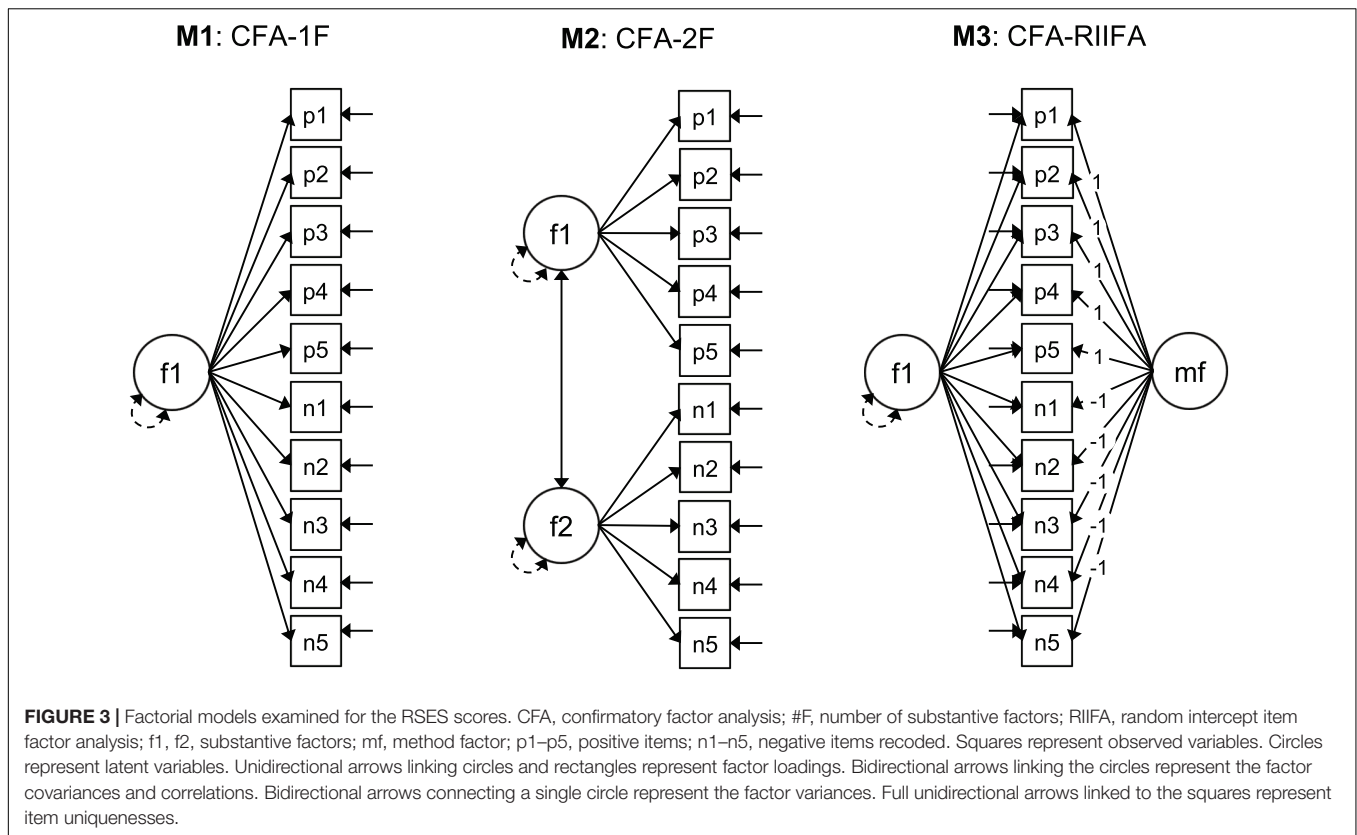 M1: CFA-1F
p1
p2
p3
p4
p5
n1
n2
n3
n4
n5
f1
M2: CFA-2F
p1
p2
p3
p4
p5
n1
n2
n3
n4
n5
f1
f2
M3: CFA-RIIFA
p1
p2
p3
p4
p5
n1
n2
n3
n4
n5
f1
mf
1
1
1
1
1
-1
-1
-1
-1
-1
FIGURE 3 | Factorial models examined for the RSES scores. CFA, confirmatory factor analysis; #F, number of substantive factors; RIIFA, random intercept item
factor analysis; f1, f2, substantive factors; mf, method factor; p1–p5, positive items; n1–n5, negative items recoded. Squares represent observed variables. Circles
represent latent variables. Unidirectional arrows linking circles and rectangles represent factor loadings. Bidirectional arrows linking the circles represent the factor
covariances and correlations. Bidirectional arrows connecting a single circle represent the factor variances. Full unidirectional arrows linked to the squares represent
item uniquenesses.